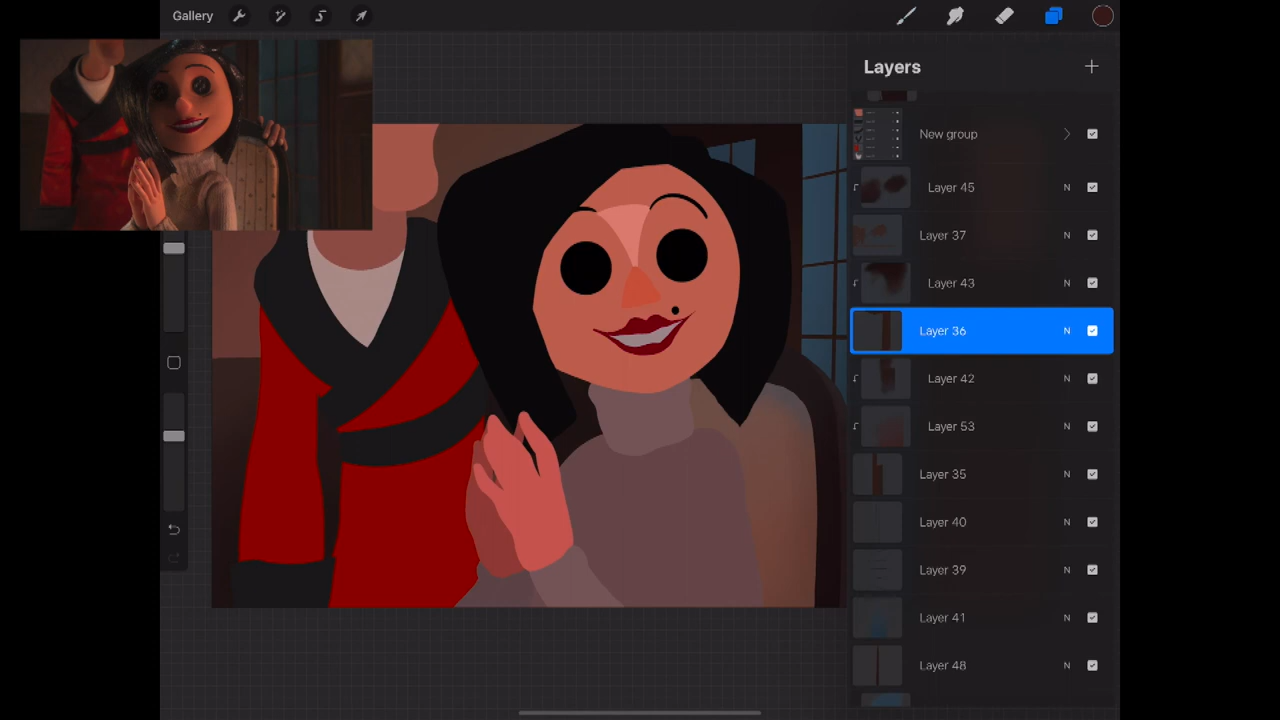 Gallery
Layers
New group
Layer 45 N
Layer 37 N
Layer 43 N
Layer 36 N
Layer 42 N
Layer 53 N
Layer 35 N
Layer 40 N
Layer 39 N
Layer 41 N
Layer 48 N